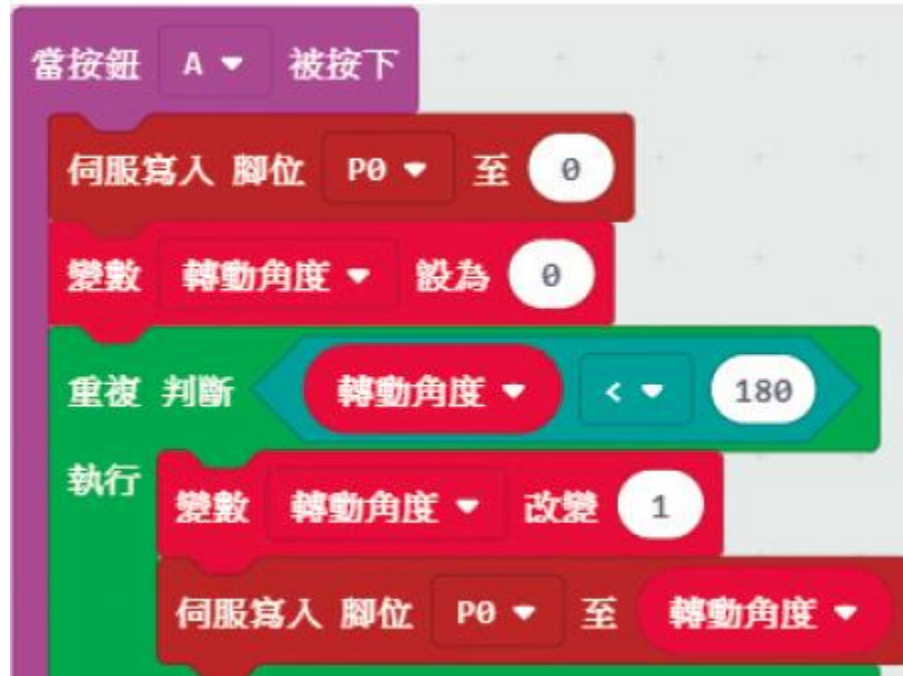 當按鈕 A 被按下
伺服寫入 腳位 P0 至 0
變數 轉動角度 設為 0
重複 判斷 轉動角度 < 180
執行
變數 轉動角度 改變 1
伺服寫入 腳位 P0 至 轉動角度